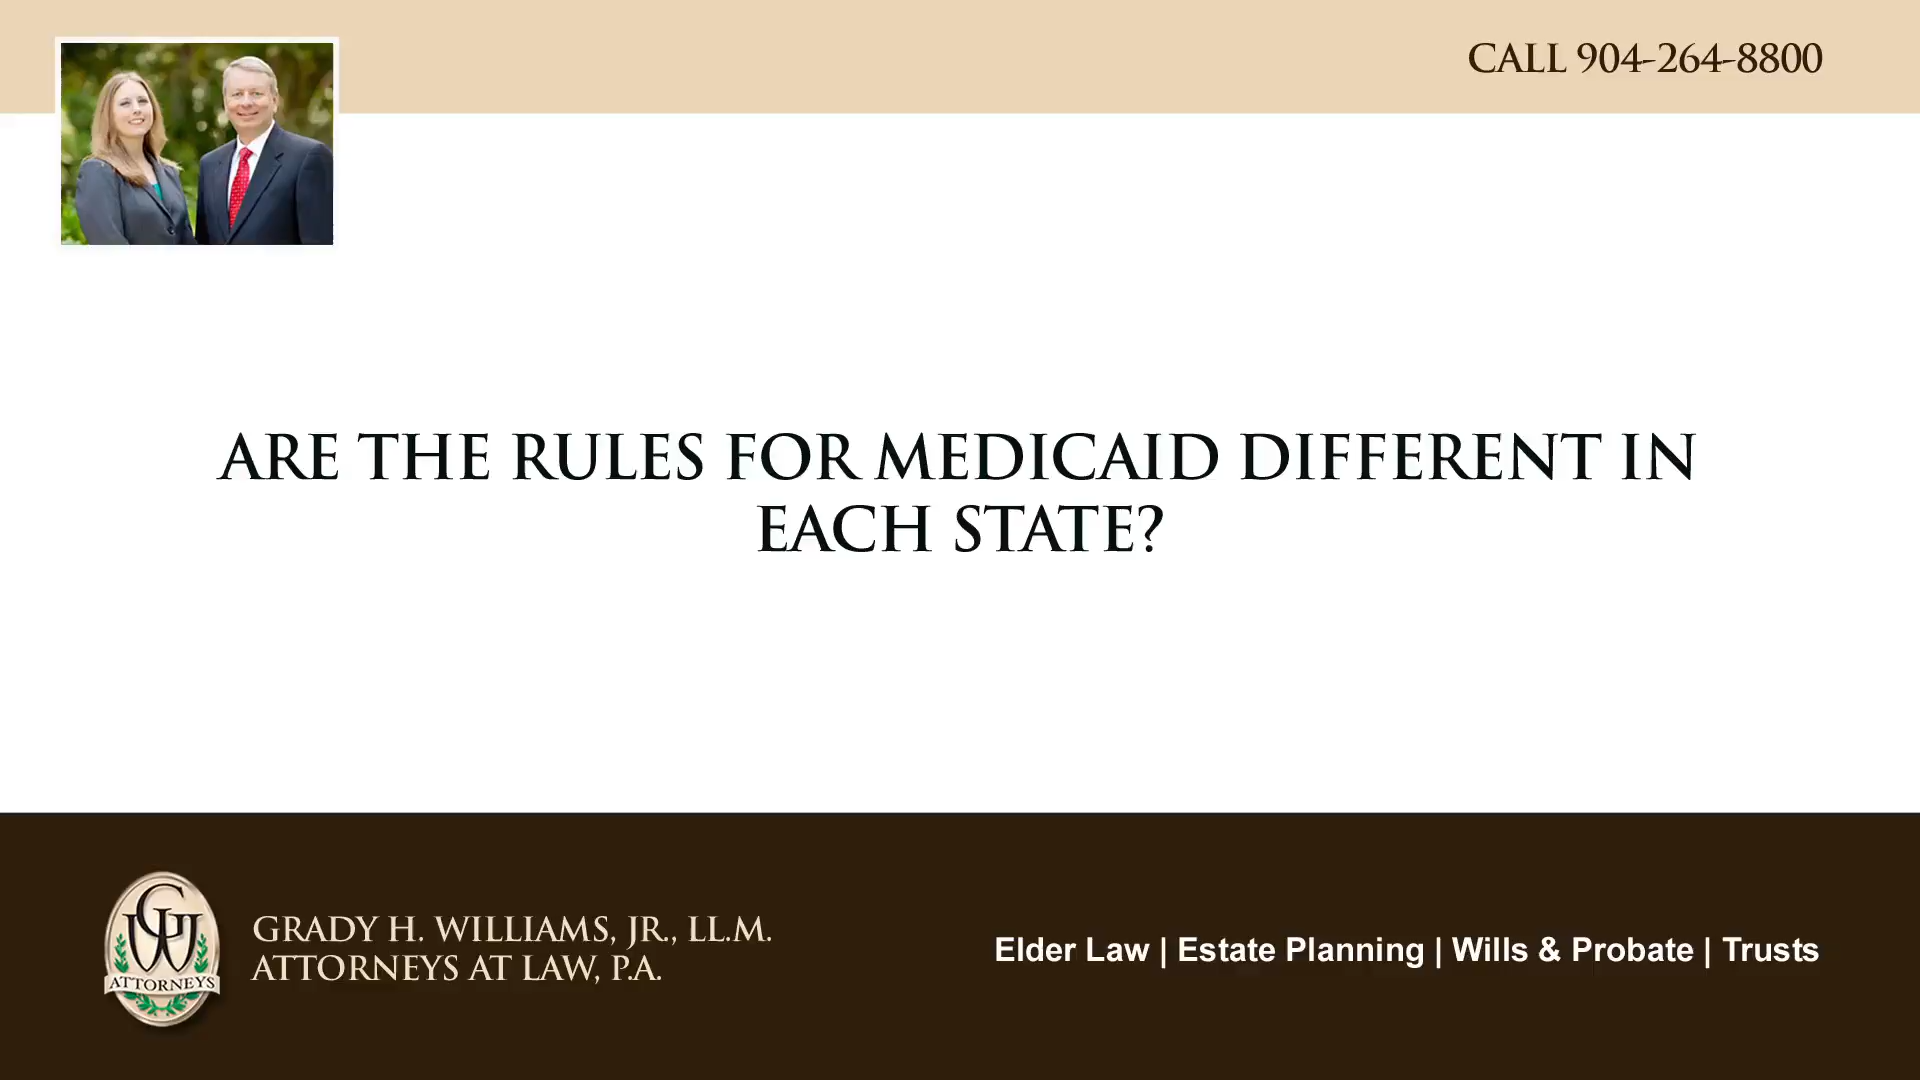 CALL 904-264-8800
ARE THE RULES FOR MEDICAID DIFFERENT IN
EACH STATE?
GW
ATTORNEYS
GRADY H. WILLIAMS, JR., LL.M.
ATTORNEYS AT LAW, P.A.
Elder Law | Estate Planning | Wills & Probate | Trusts